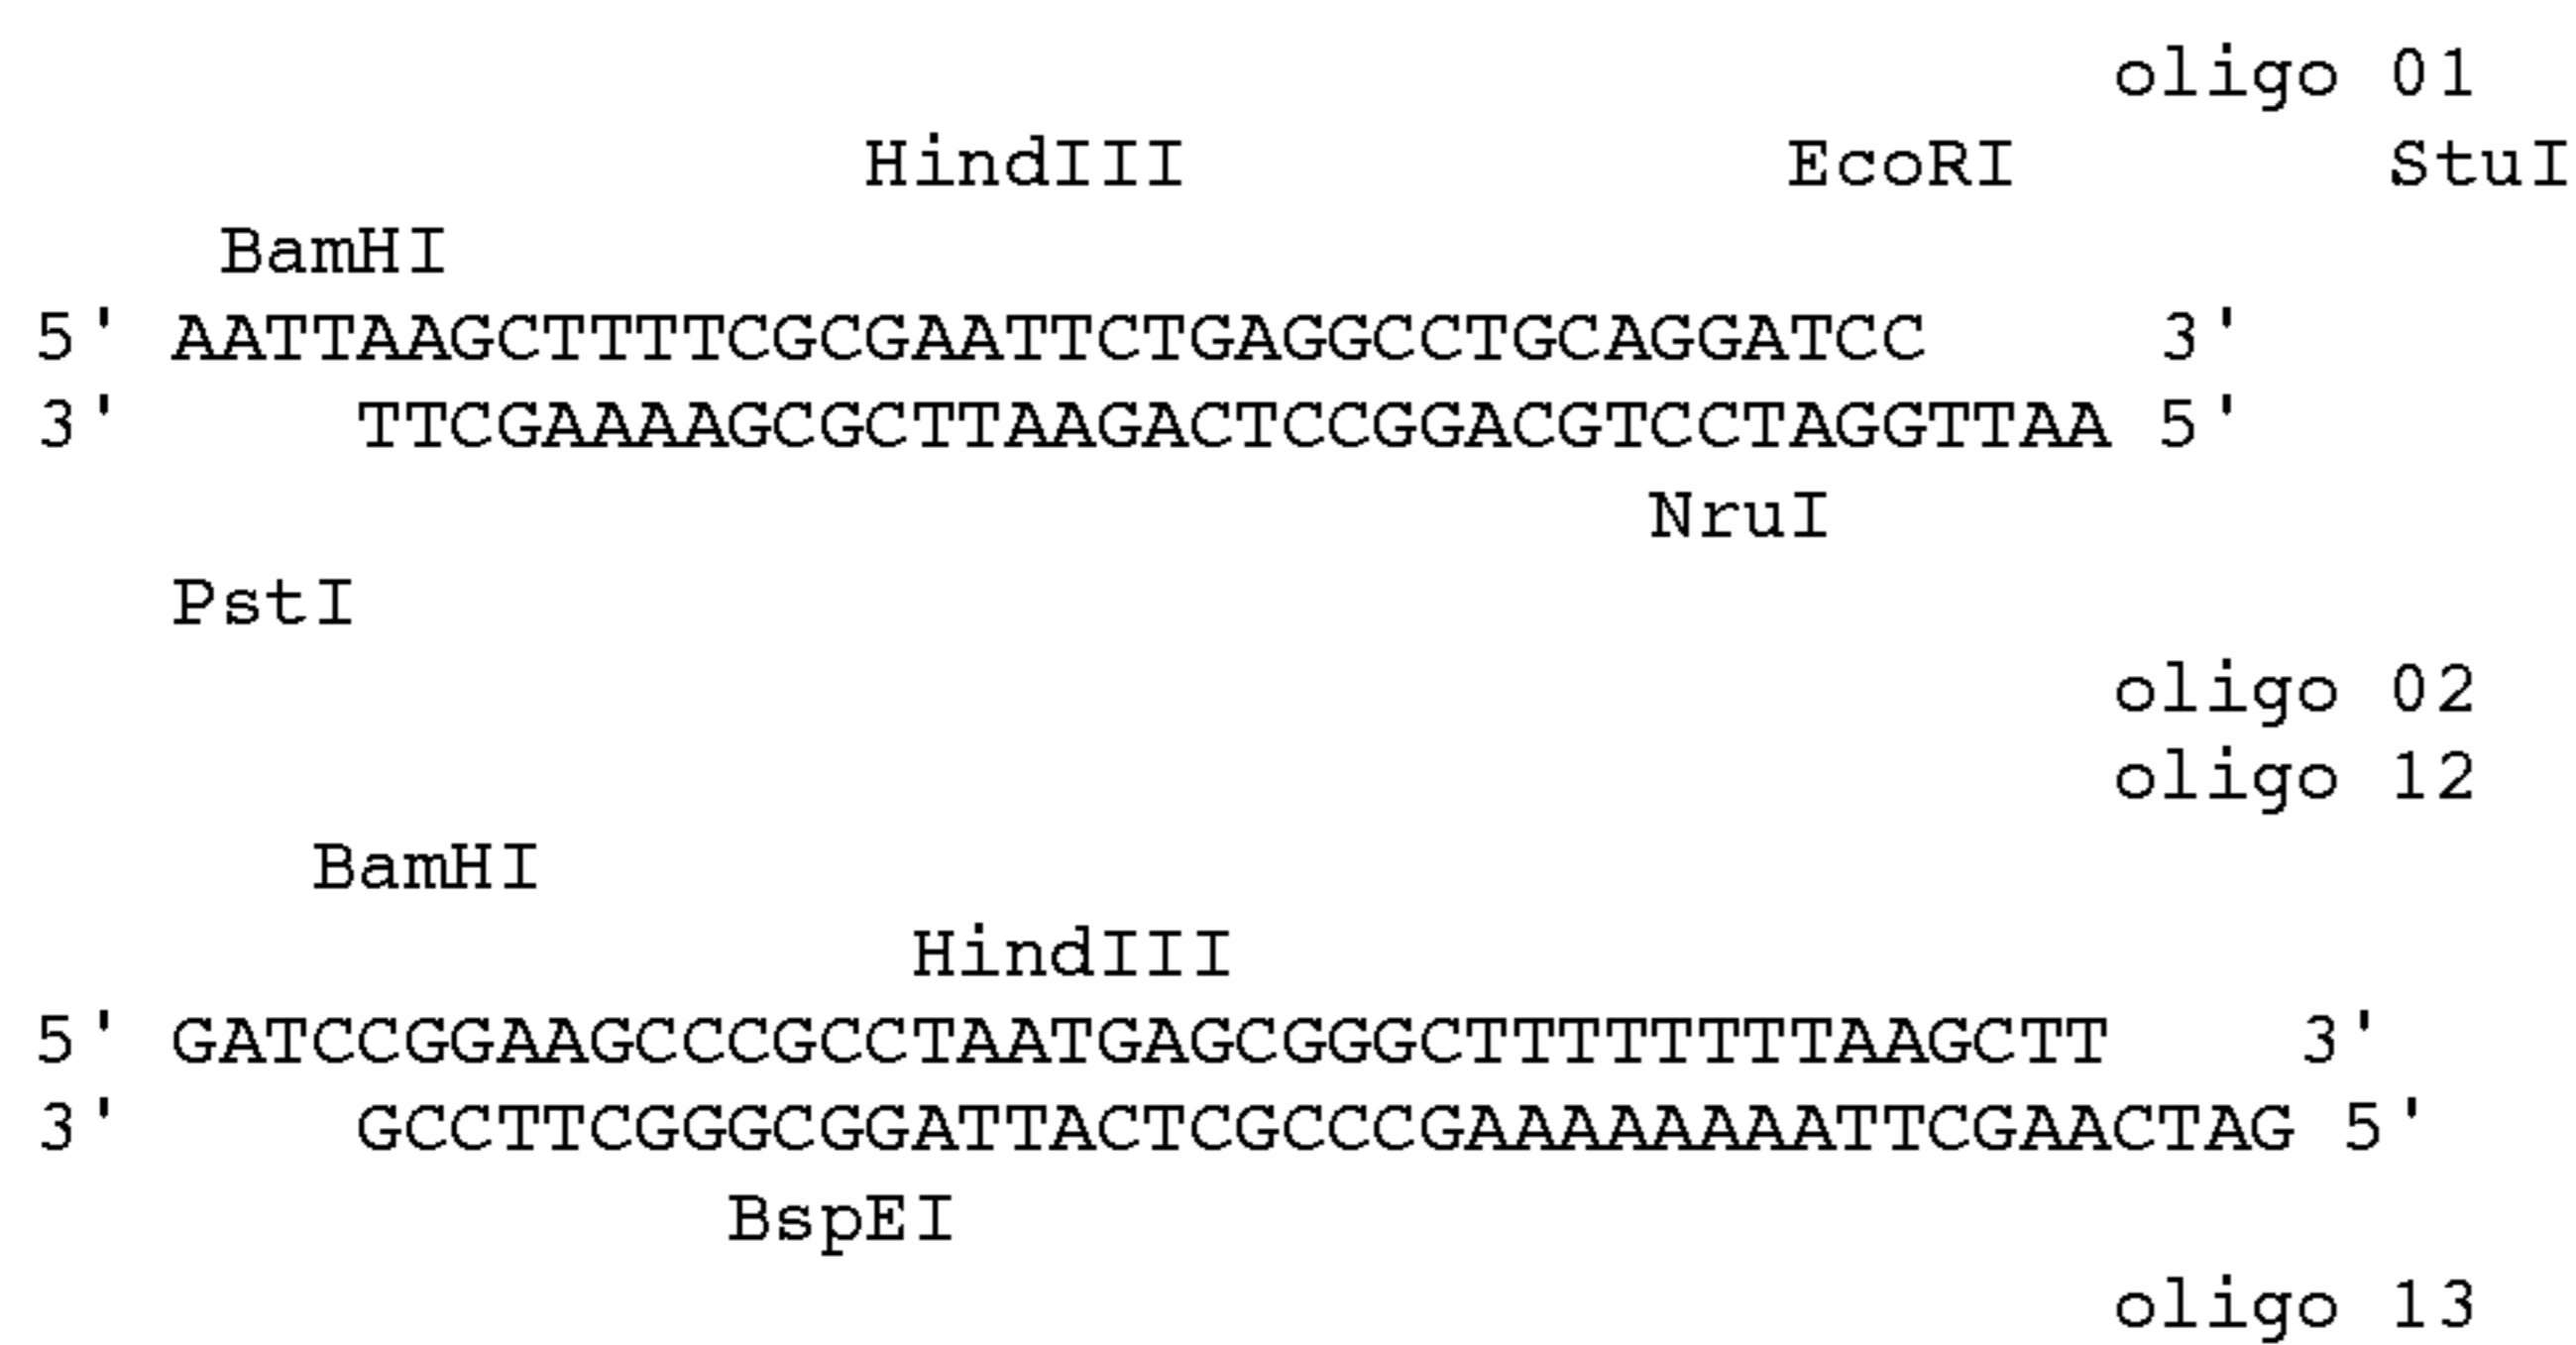 oligo 01
HindIII EcoRI StuI
BamHI
5' AATTAAGCTTTTCGCGAATTCTGAGGCCTGCAGGATCC 3'
3' TTCGAAAAGCGCTTAAGACTCCGGACGTCCTAGGTTAA 5'
NruI
PstI
oligo 02
oligo 12
BamHI
HindIII
5' GATCCGGAAGCCCGCCTAATGAGCGGGCTTTTTTTTAAGCTT 3'
3' GCCTTCGGGCGGATTACTCGCCCGAAAAAAAATTCGAACTAG 5'
BspEI
oligo 13